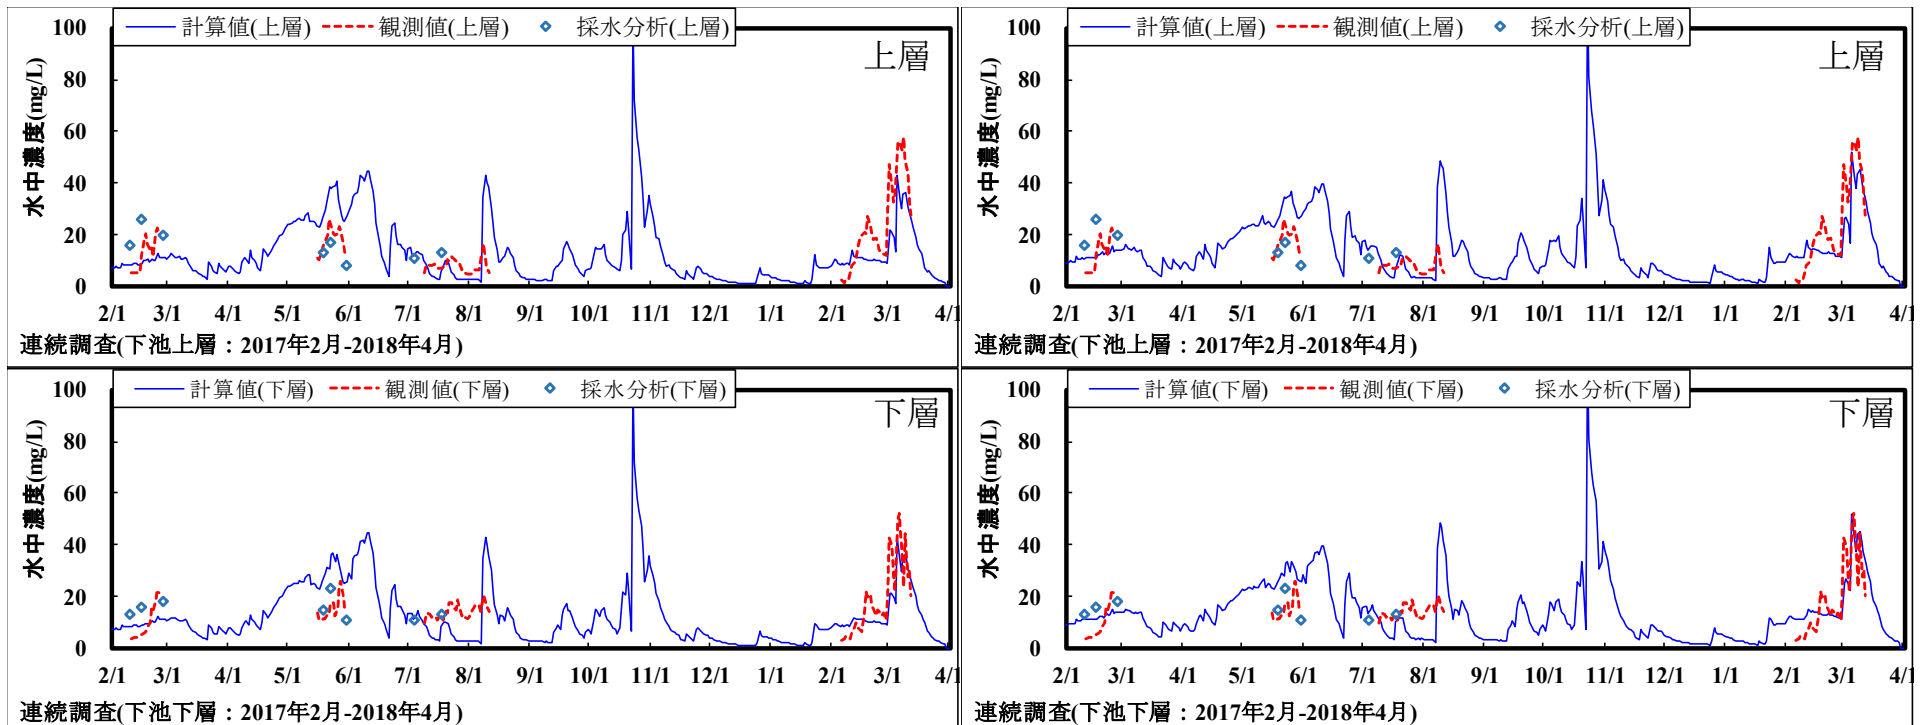 計算値(上層) 観測値(上層) 採水分析(上層)
上層
水中濃度(mg/L)
100
80
60
40
20
0
2/1 3/1 4/1 5/1 6/1 7/1 8/1 9/1 10/1 11/1 12/1 1/1 2/1 3/1 4/1
連続調査(下池上層：2017年2月-2018年4月)
計算値(上層) 観測値(上層) 採水分析(上層)
上層
水中濃度(mg/L)
100
80
60
40
20
0
2/1 3/1 4/1 5/1 6/1 7/1 8/1 9/1 10/1 11/1 12/1 1/1 2/1 3/1 4/1
連続調査(下池上層：2017年2月-2018年4月)
計算値(下層) 観測値(下層) 採水分析(下層)
下層
水中濃度(mg/L)
100
80
60
40
20
0
2/1 3/1 4/1 5/1 6/1 7/1 8/1 9/1 10/1 11/1 12/1 1/1 2/1 3/1 4/1
連続調査(下池下層：2017年2月-2018年4月)
計算値(下層) 観測値(下層) 採水分析(下層)
下層
水中濃度(mg/L)
100
80
60
40
20
0
2/1 3/1 4/1 5/1 6/1 7/1 8/1 9/1 10/1 11/1 12/1 1/1 2/1 3/1 4/1
連続調査(下池下層：2017年2月-2018年4月)